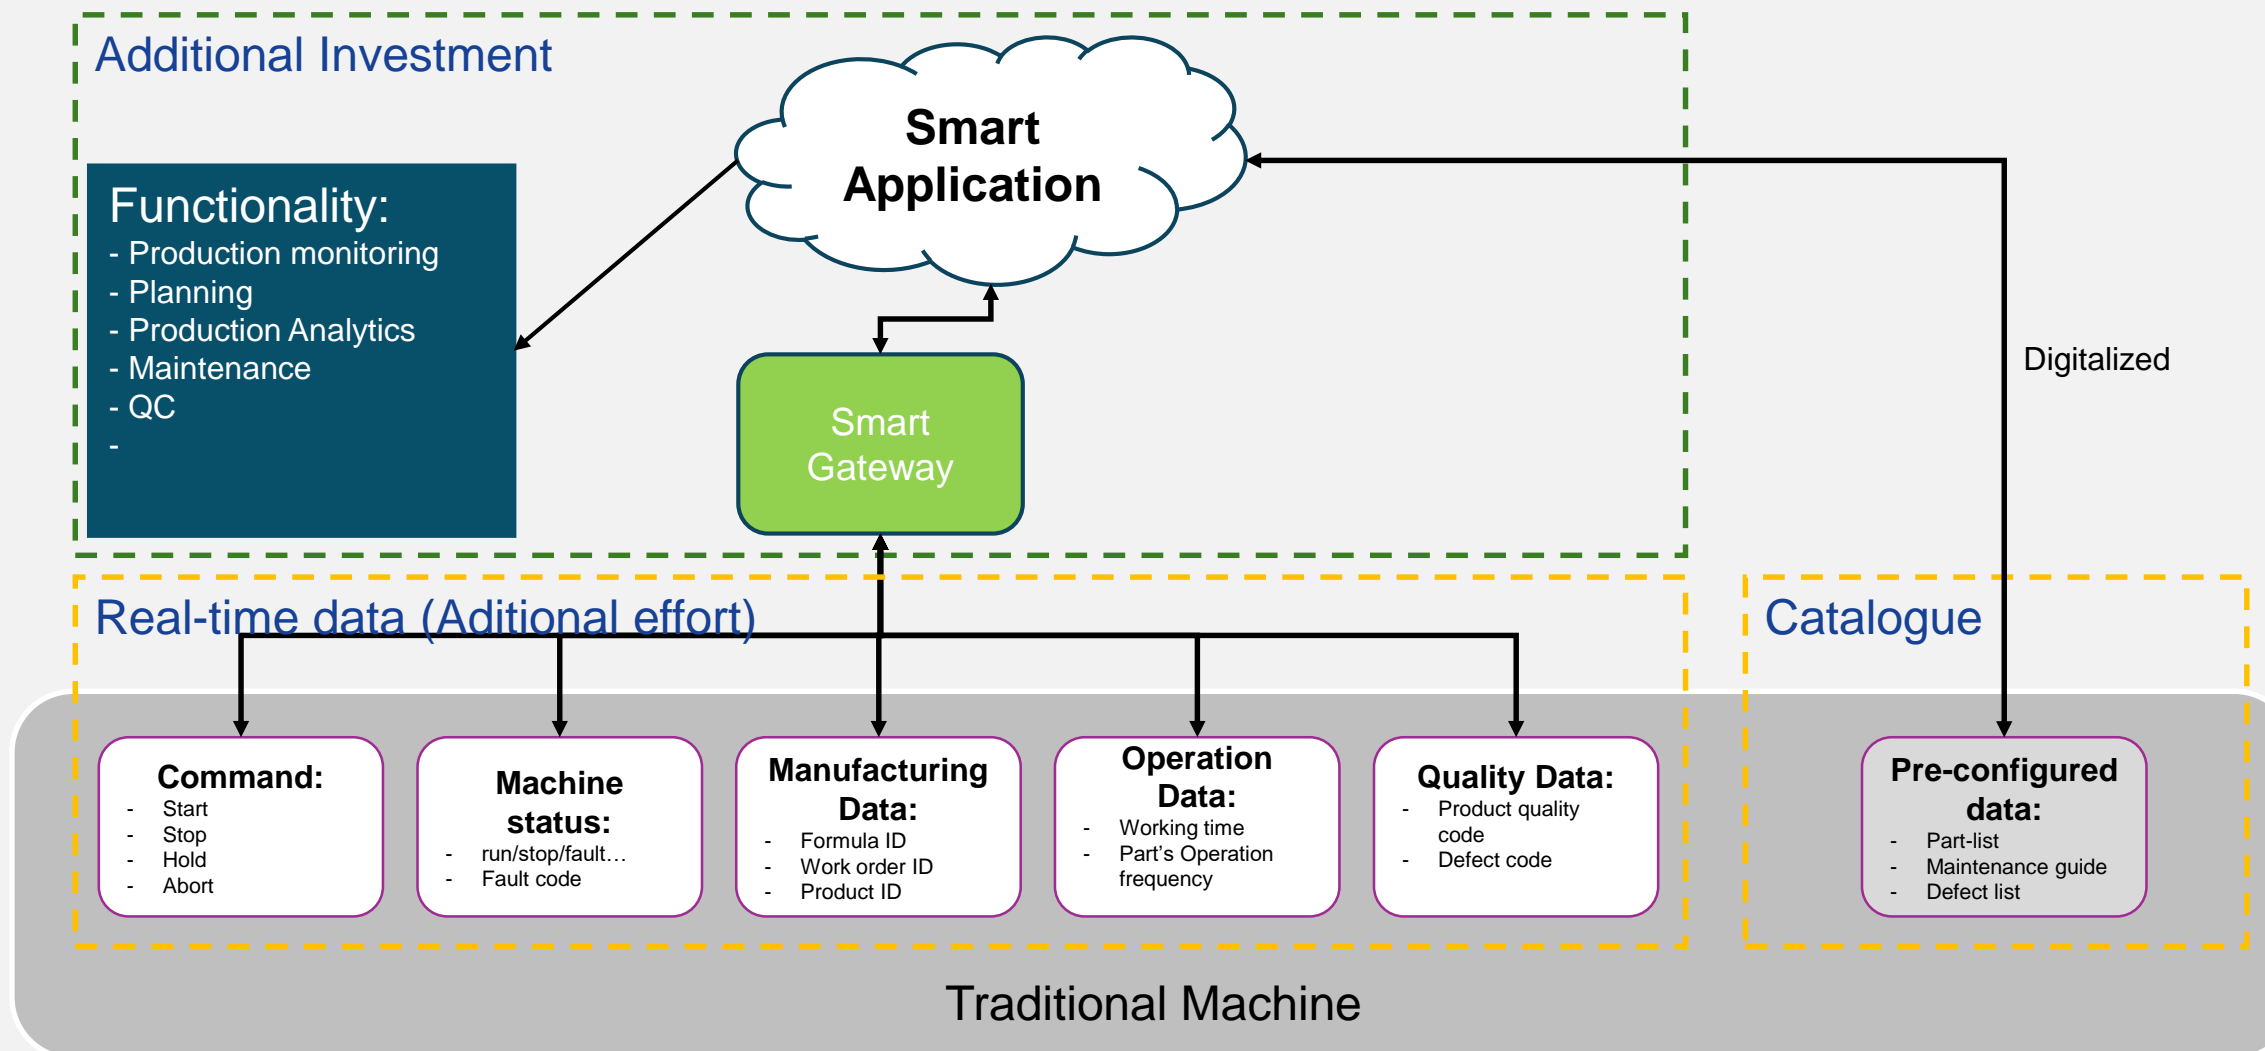 Additional Investment
Smart
Application
Functionality:
- Production monitoring
- Planning
- Production Analytics
- Maintenance
- QC
-
Smart
Gateway
Digitalized
Real-time data (Aditional effort)
Catalogue
Command:
- Start
- Stop
- Hold
- Abort
Machine
status:
- run/stop/fault…
- Fault code
Manufacturing
Data:
- Formula ID
- Work order ID
- Product ID
Operation
Data:
- Working time
- Part’s Operation
frequency
Quality Data:
- Product quality
code
- Defect code
Pre-configured
data:
- Part-list
- Maintenance guide
- Defect list
Traditional Machine